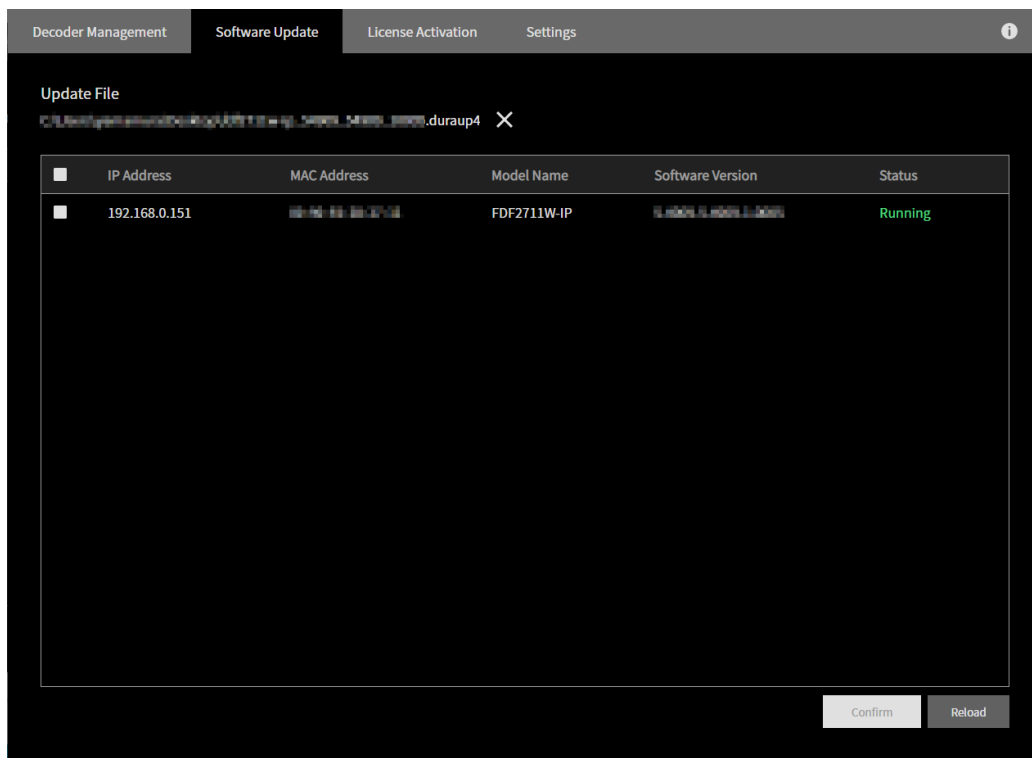 Decoder Management Software Update License Activation Settings
Update File
.duraup4
IP Address MAC Address Model Name Software Version Status
192.168.0.151 FDF2711W-IP Running
Confirm Reload